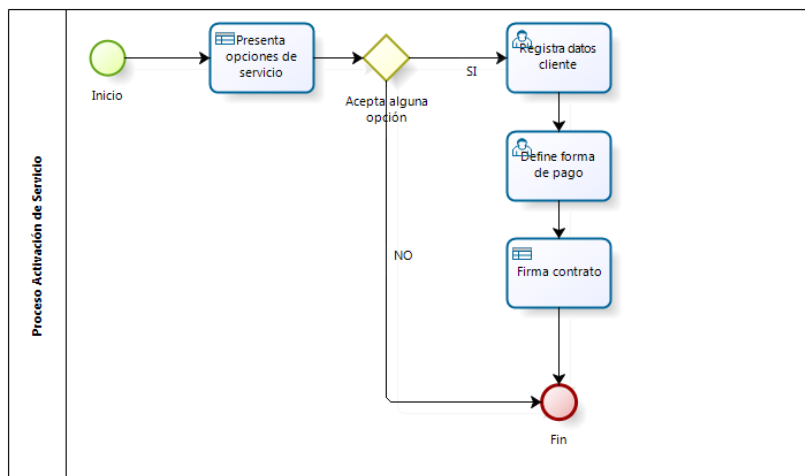 Proceso Activación de Servicio
Inicio
Presenta
opciones de
servicio
Acepta alguna
opción
SI
NO
Registra datos
cliente
Define forma
de pago
Firma contrato
Fin